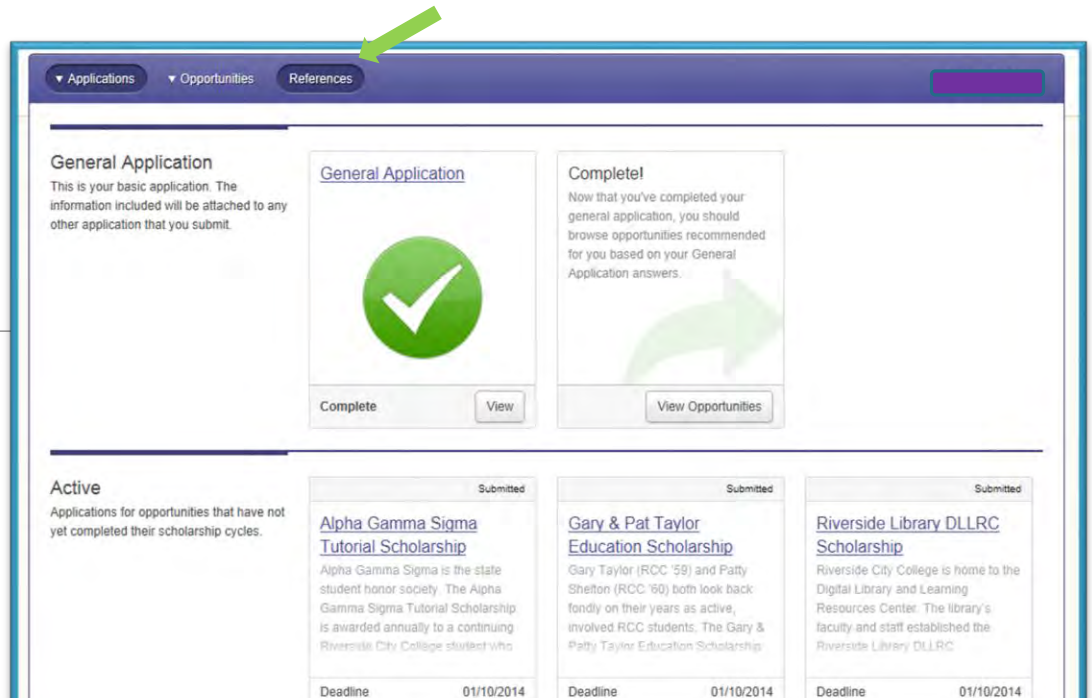 ▾ Applications ▾ Opportunities References
General Application
This is your basic application. The
information included will be attached to any
other application that you submit.
General Application
Complete View
Complete!
Now that you've completed your
general application, you should
browse opportunities recommended
for you based on your General
Application answers.
View Opportunities
Active
Applications for opportunities that have not
yet completed their scholarship cycles.
Submitted
Alpha Gamma Sigma
Tutorial Scholarship
Alpha Gamma Sigma is the state
student honor society. The Alpha
Gamma Sigma Tutorial Scholarship
is awarded annually to a continuing
Riverside City College student who
Deadline 01/10/2014
Submitted
Gary & Pat Taylor
Education Scholarship
Gary Taylor (RCC '59) and Patty
Shelton (RCC '60) both look back
fondly on their years as active,
involved RCC students. The Gary &
Patty Taylor Education Scholarship
Deadline 01/10/2014
Submitted
Riverside Library DLLRC
Scholarship
Riverside City College is home to the
Digital Library and Learning
Resources Center. The library's
faculty and staff established the
Riverside Library DLLRC
Deadline 01/10/2014